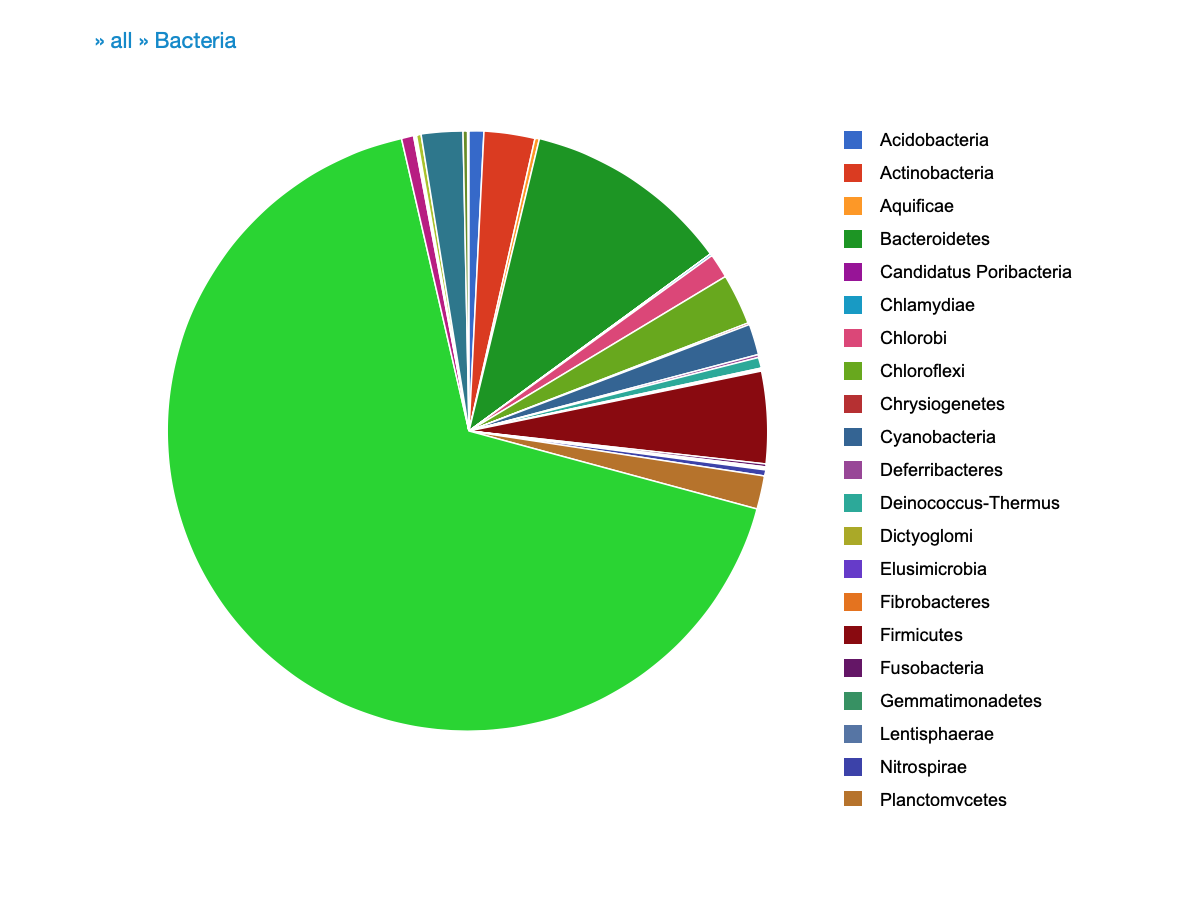 » all » Bacteria
Acidobacteria
Actinobacteria
Aquificae
Bacteroidetes
Candidatus Poribacteria
Chlamydiae
Chlorobi
Chloroflexi
Chrysiogenetes
Cyanobacteria
Deferribacteres
Deinococcus-Thermus
Dictyoglomi
Elusimicrobia
Fibrobacteres
Firmicutes
Fusobacteria
Gemmatimonadetes
Lentisphaerae
Nitrospirae
Planctomycetes